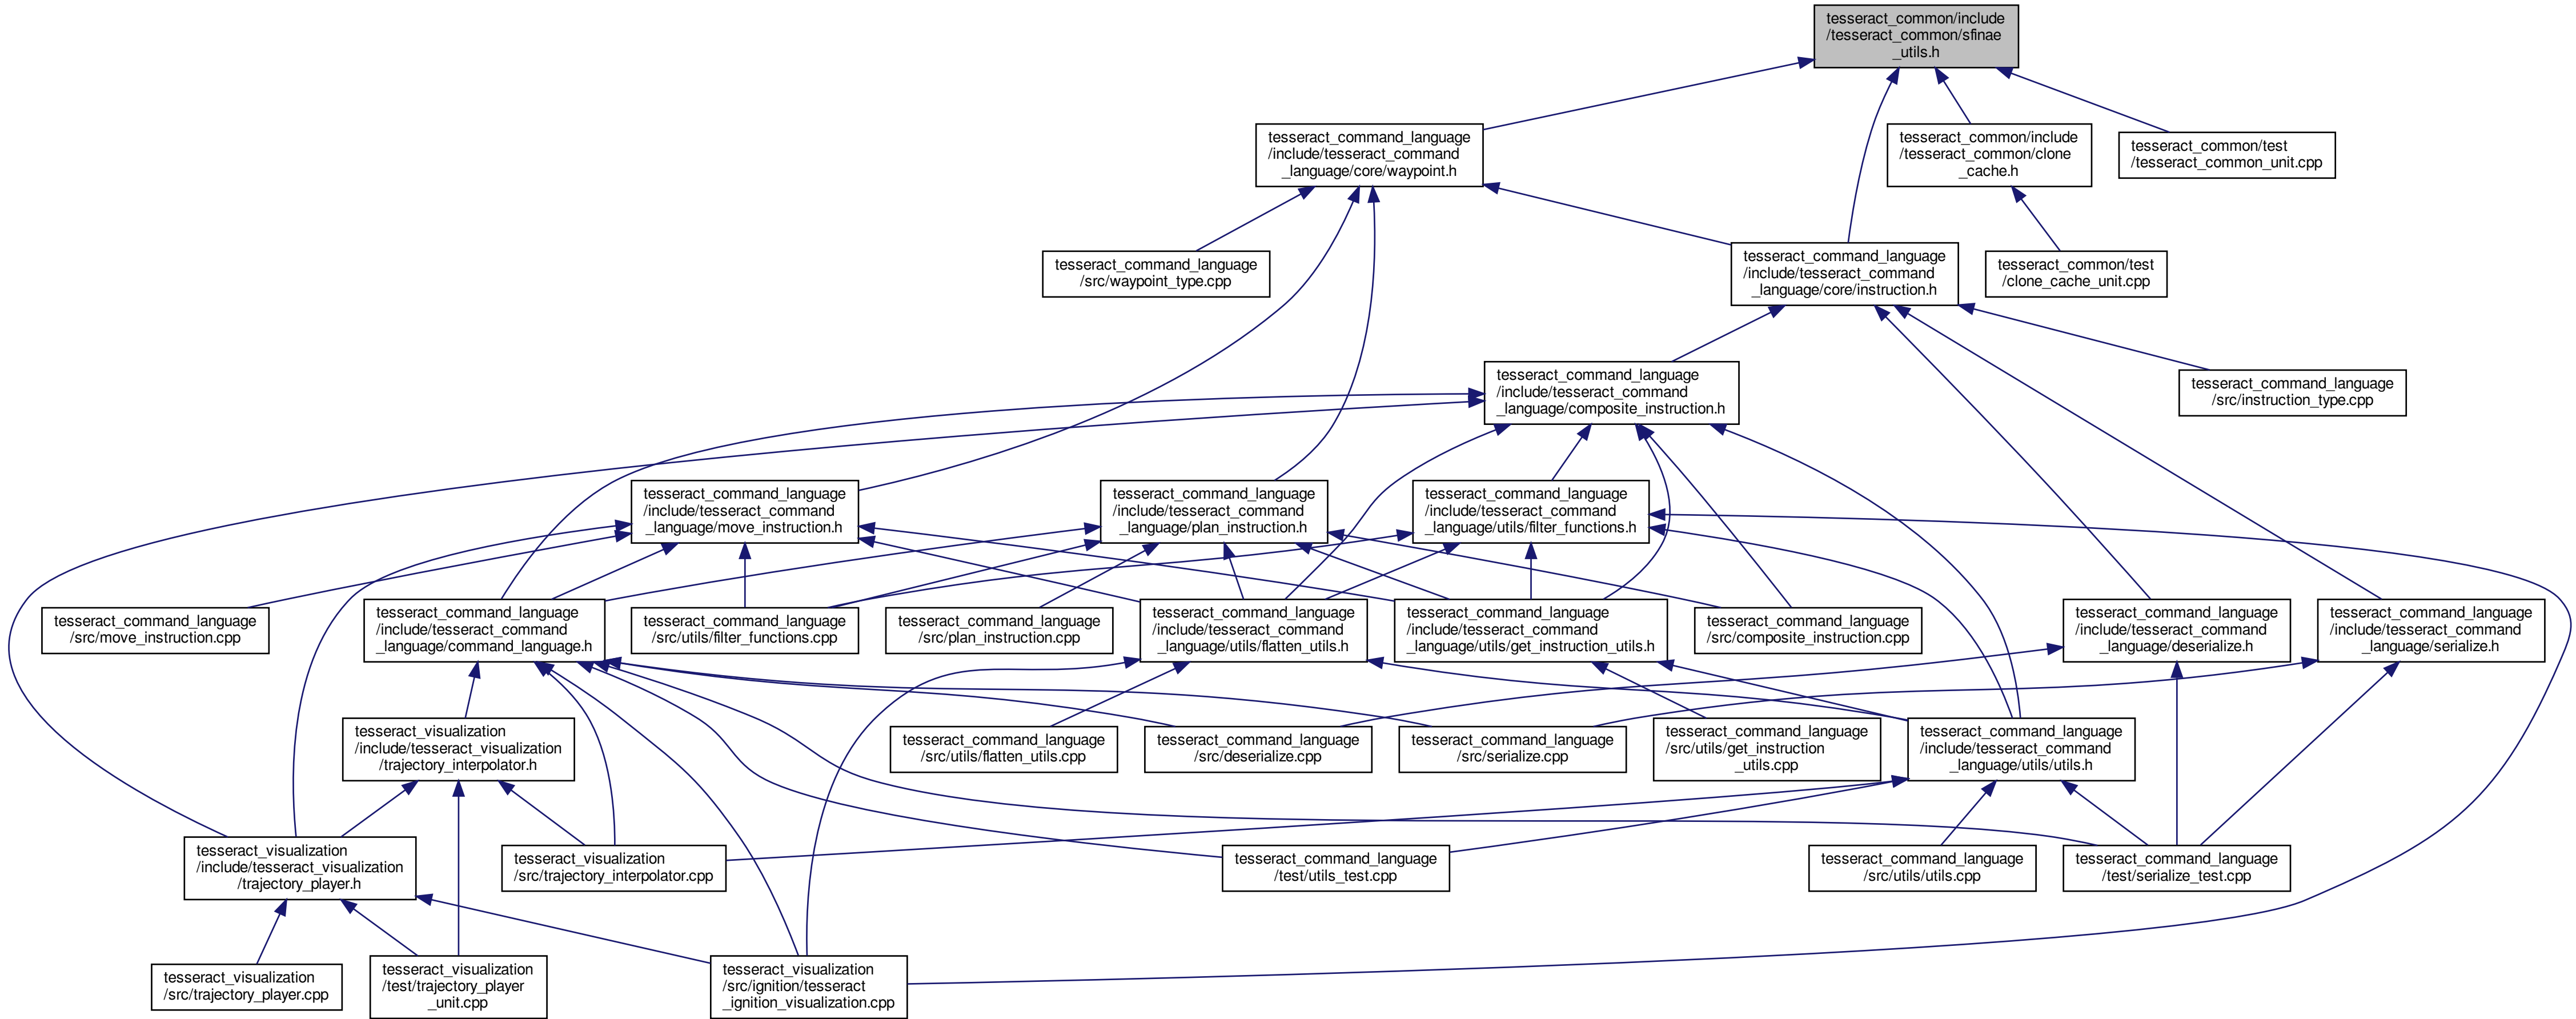 tesseract_common/include
/tesseract_common/sfinae
_utils.h
tesseract_command_language
/include/tesseract_command
_language/core/waypoint.h
tesseract_common/include
/tesseract_common/clone
_cache.h
tesseract_common/test
/tesseract_common_unit.cpp
tesseract_command_language
/src/waypoint_type.cpp
tesseract_command_language
/include/tesseract_command
_language/core/instruction.h
tesseract_common/test
/clone_cache_unit.cpp
tesseract_command_language
/include/tesseract_command
_language/composite_instruction.h
tesseract_command_language
/src/instruction_type.cpp
tesseract_command_language
/include/tesseract_command
_language/move_instruction.h
tesseract_command_language
/include/tesseract_command
_language/plan_instruction.h
tesseract_command_language
/include/tesseract_command
_language/utils/filter_functions.h
tesseract_command_language
/src/move_instruction.cpp
tesseract_command_language
/include/tesseract_command
_language/command_language.h
tesseract_command_language
/src/utils/filter_functions.cpp
tesseract_command_language
/src/plan_instruction.cpp
tesseract_command_language
/include/tesseract_command
_language/utils/flatten_utils.h
tesseract_command_language
/include/tesseract_command
_language/utils/get_instruction_utils.h
tesseract_command_language
/src/composite_instruction.cpp
tesseract_command_language
/include/tesseract_command
_language/deserialize.h
tesseract_command_language
/include/tesseract_command
_language/serialize.h
tesseract_visualization
/include/tesseract_visualization
/trajectory_interpolator.h
tesseract_command_language
/src/utils/flatten_utils.cpp
tesseract_command_language
/src/deserialize.cpp
tesseract_command_language
/src/serialize.cpp
tesseract_command_language
/src/utils/get_instruction
_utils.cpp
tesseract_command_language
/include/tesseract_command
_language/utils/utils.h
tesseract_visualization
/include/tesseract_visualization
/trajectory_player.h
tesseract_visualization
/src/trajectory_interpolator.cpp
tesseract_command_language
/test/utils_test.cpp
tesseract_command_language
/src/utils/utils.cpp
tesseract_command_language
/test/serialize_test.cpp
tesseract_visualization
/src/trajectory_player.cpp
tesseract_visualization
/test/trajectory_player
_unit.cpp
tesseract_visualization
/src/ignition/tesseract
_ignition_visualization.cpp